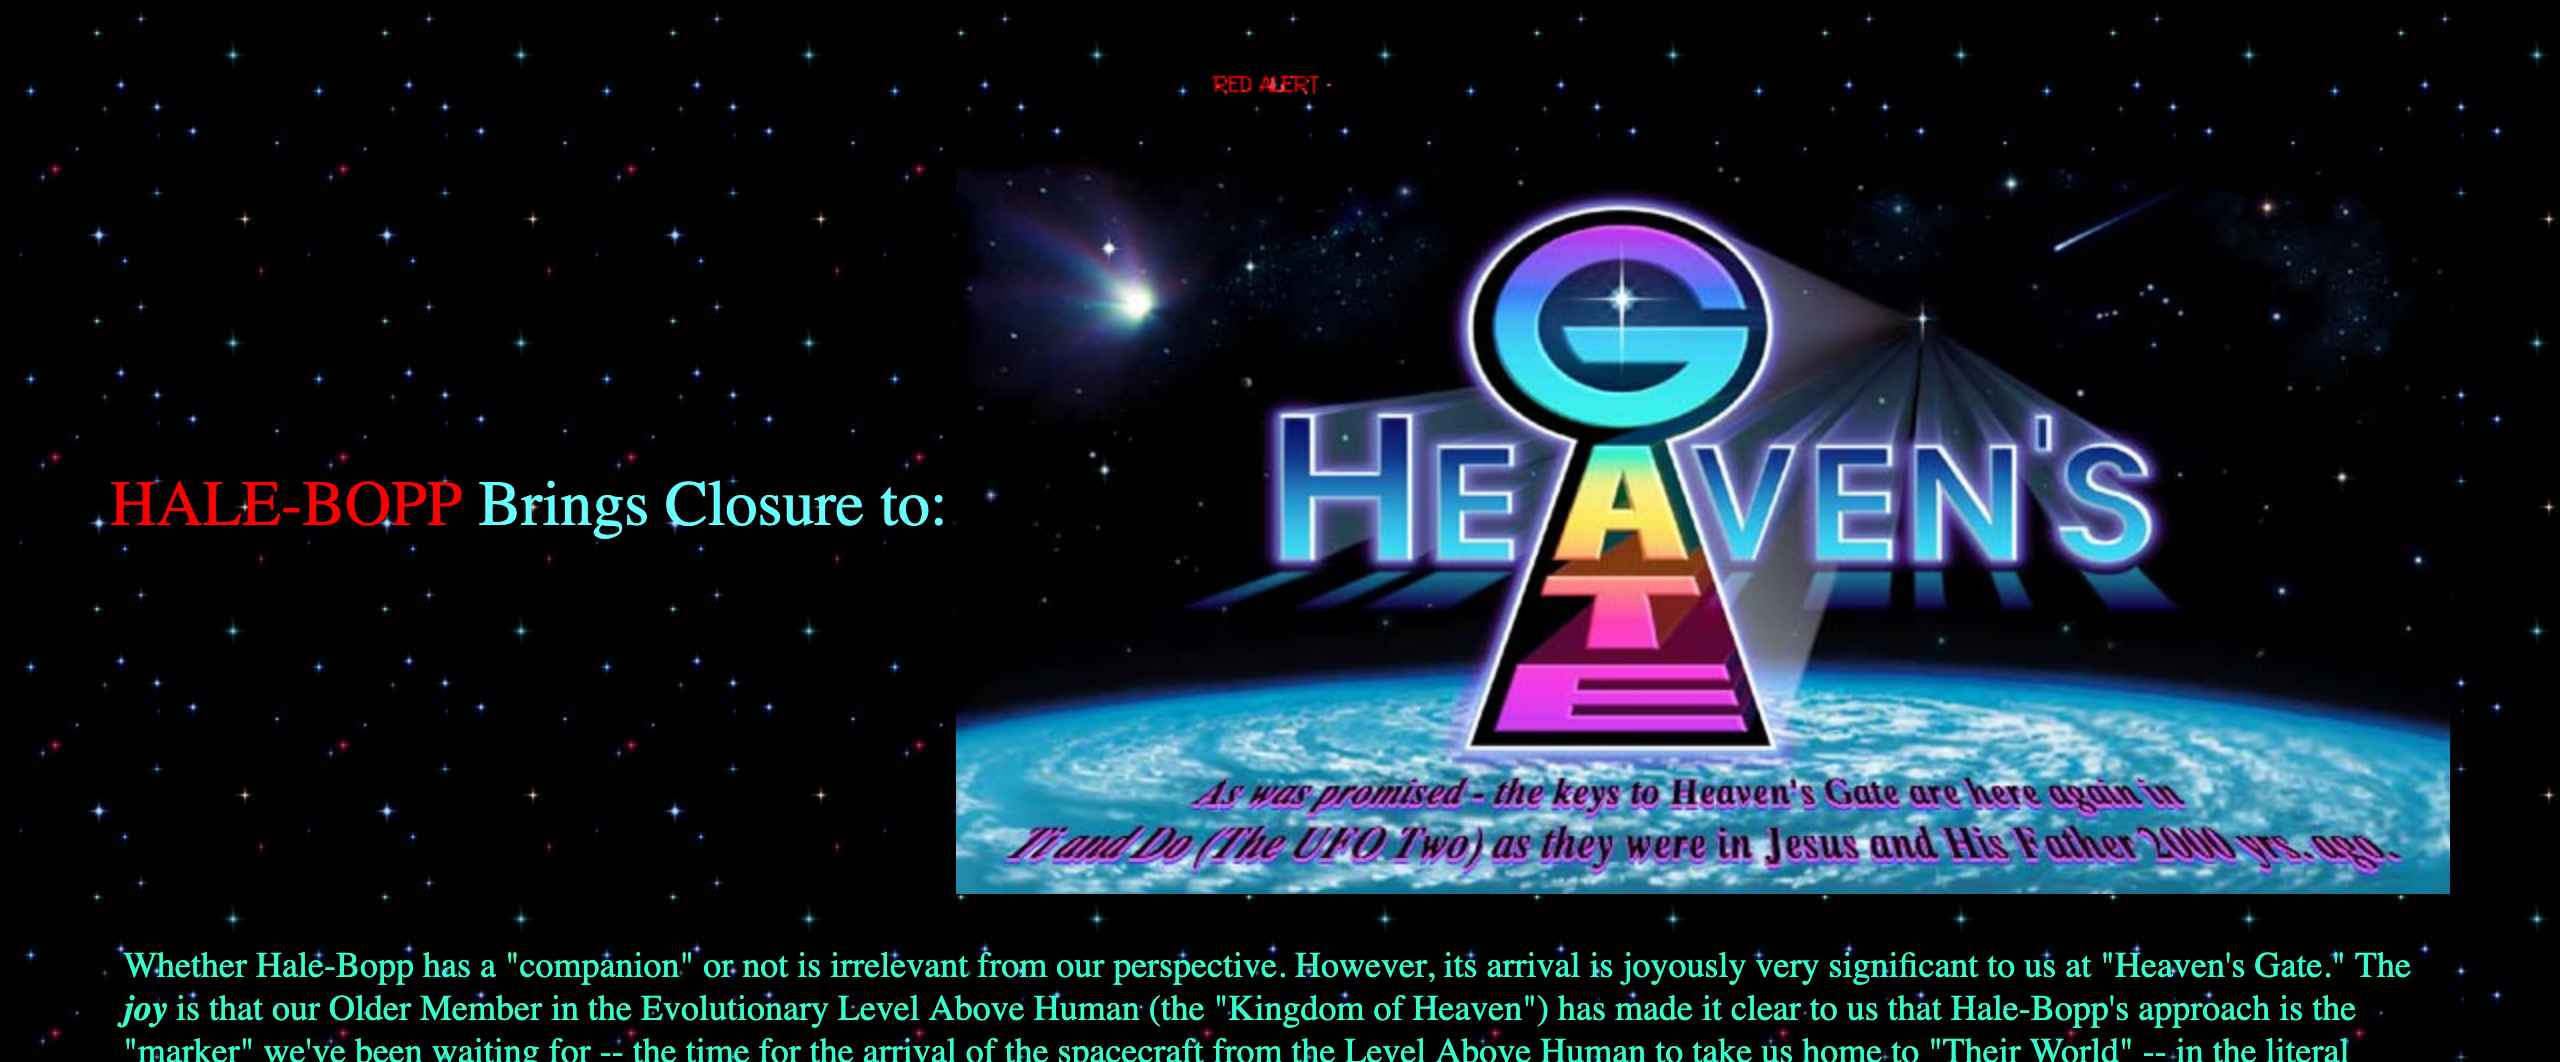 RED ALERT -
HALE-BOPP Brings Closure to:
HEAVEN'S
GATE
As was promised - the keys to Heaven's Gate are here again in
Ti and Do (The UFO Two) as they were in Jesus and His Father 2000 yrs. ago.
Whether Hale-Bopp has a "companion" or not is irrelevant from our perspective. However, its arrival is joyously very significant to us at "Heaven's Gate." The
joy is that our Older Member in the Evolutionary Level Above Human (the "Kingdom of Heaven") has made it clear to us that Hale-Bopp's approach is the
"marker" we've been waiting for -- the time for the arrival of the spacecraft from the Level Above Human to take us home to "Their World" -- in the literal